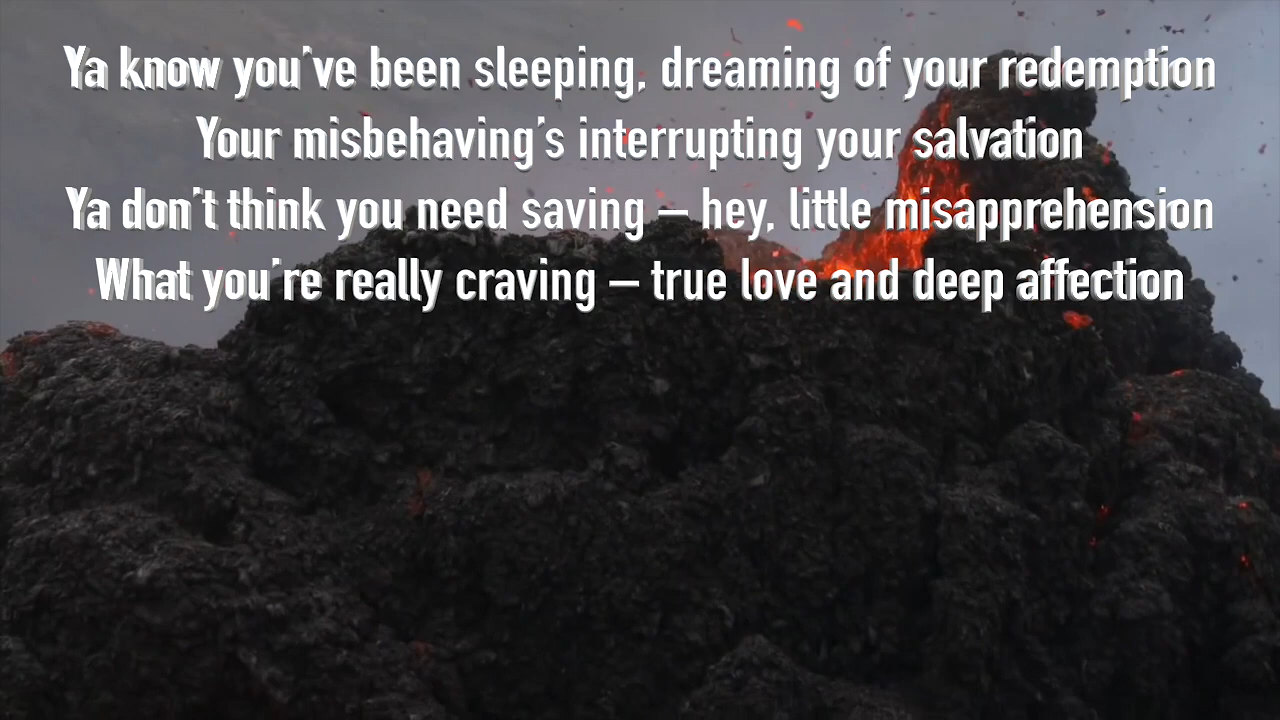 Ya know you've been sleeping, dreaming of your redemption
Your misbehaving's interrupting your salvation
Ya don't think you need saving – hey, little misapprehension
What you're really craving – true love and deep affection